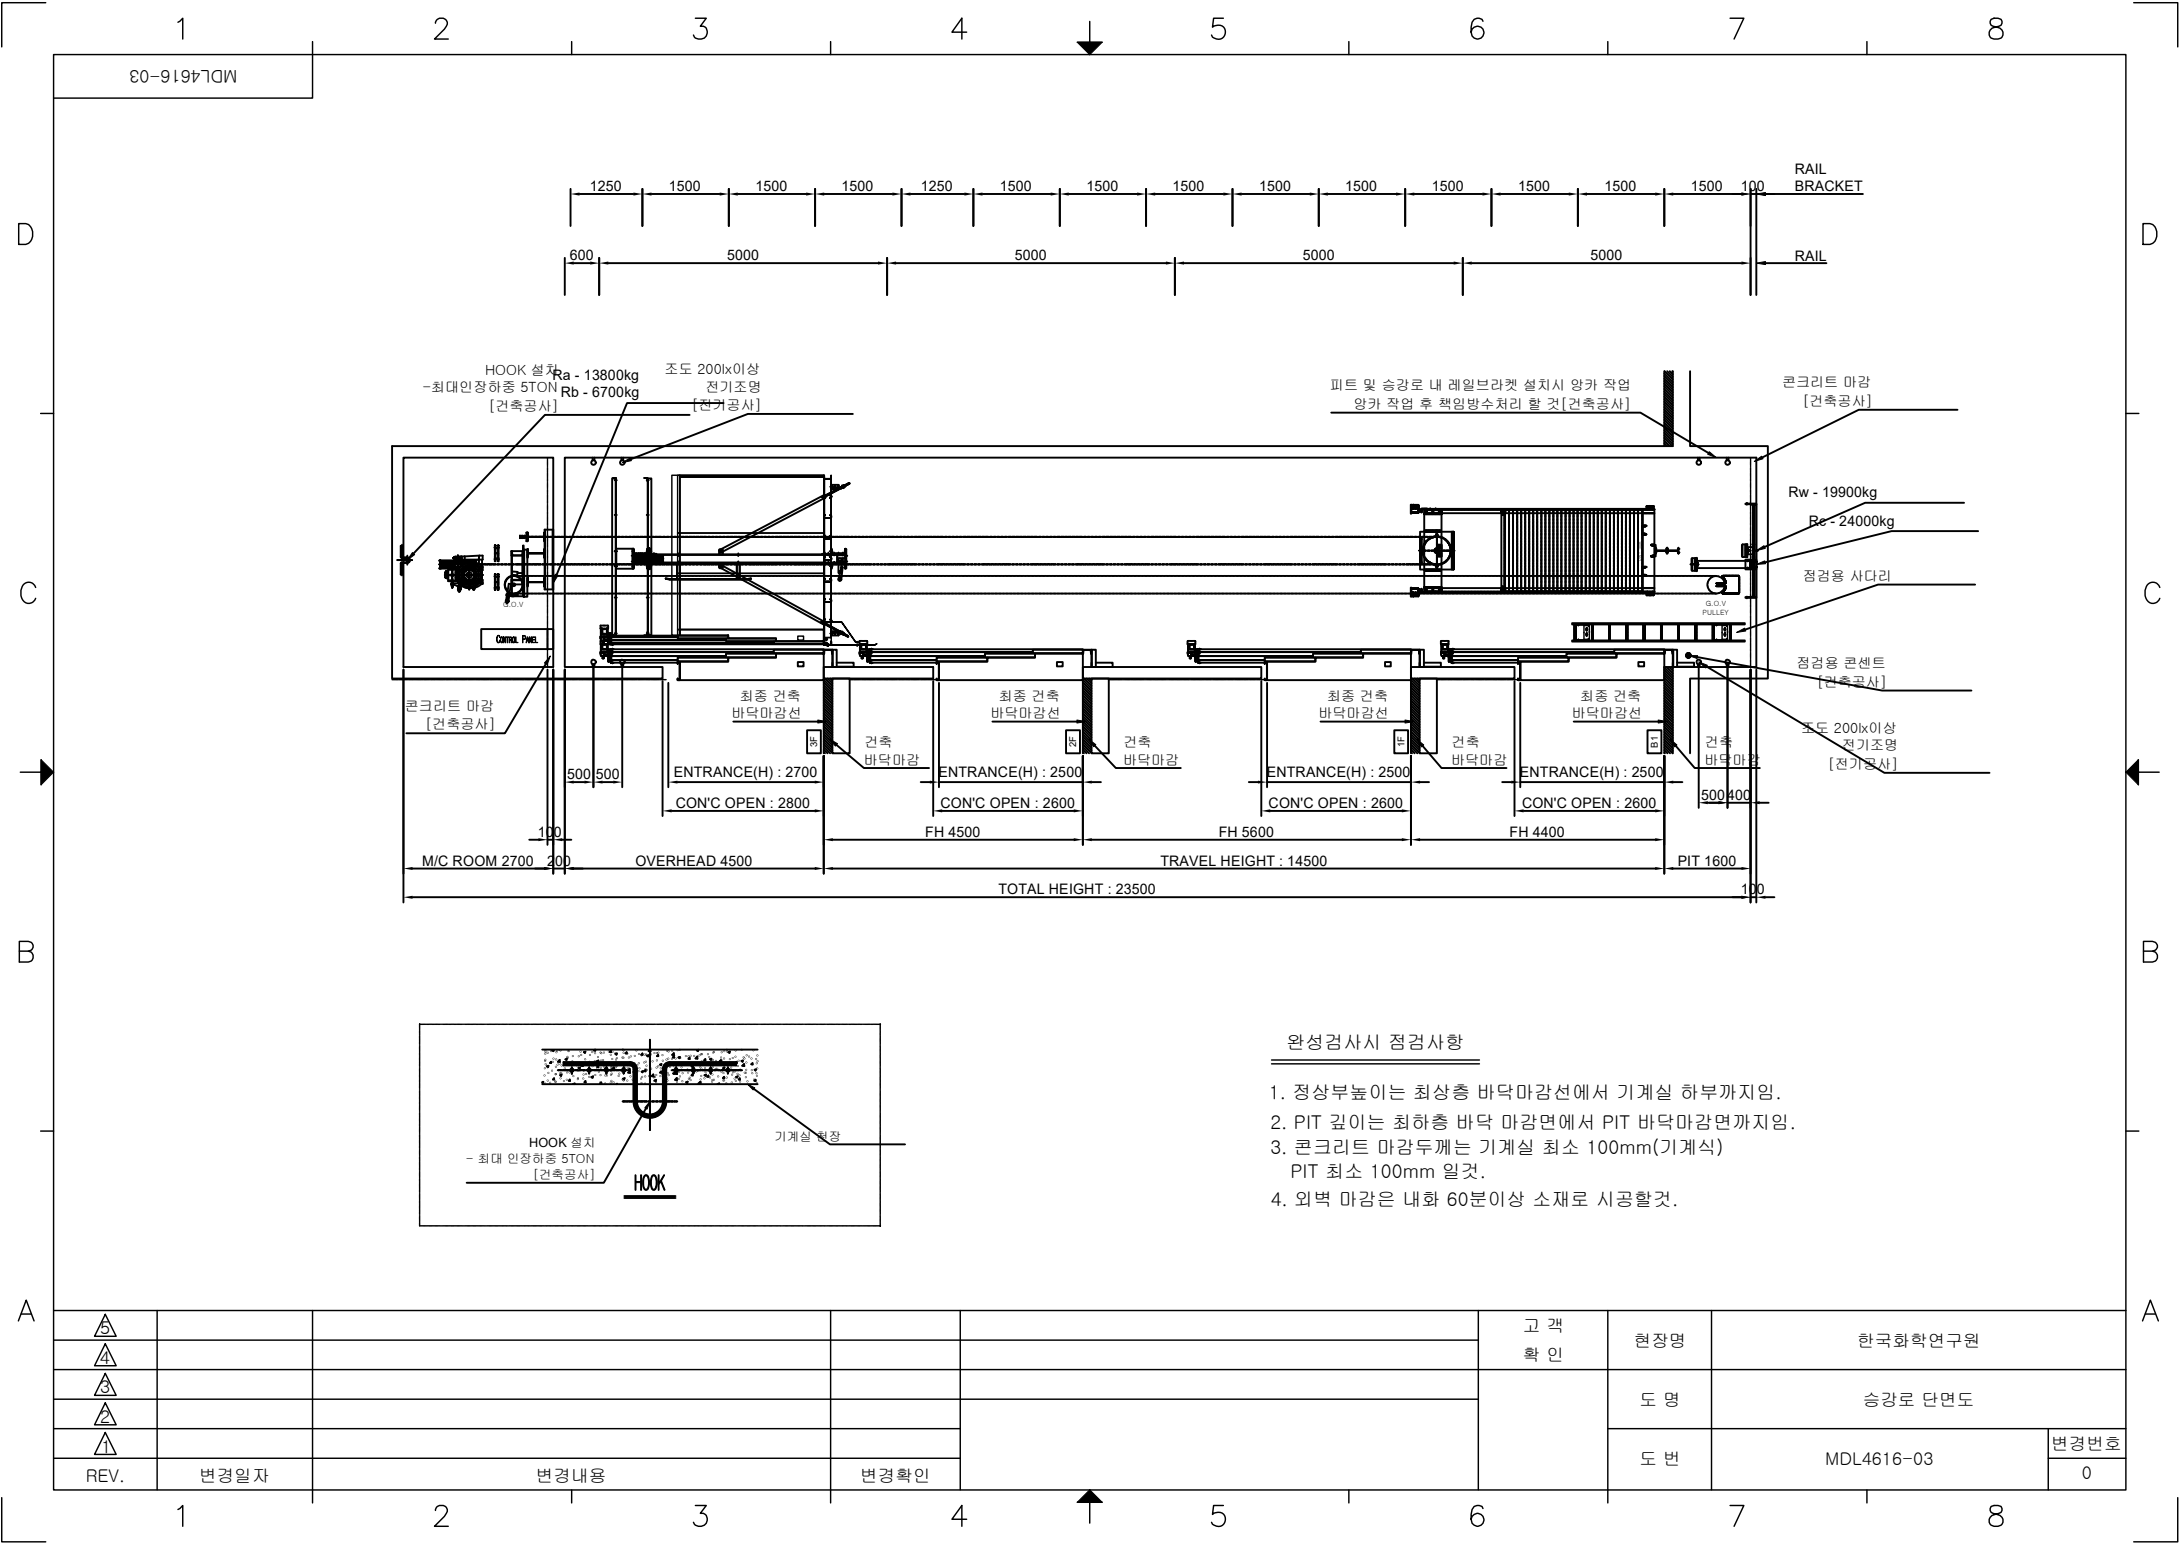 1 2 3 4 5 6 7 8
MDL4616-03
1250 1500 1500 1500 1250 1500 1500 1500 1500 1500 1500 1500 1500 1500 100
RAIL
BRACKET
D D
600 5000 5000 5000 5000 RAIL
HOOK 설치
-최대인장하중 5TON
[건축공사]
Ra - 13800kg
Rb - 6700kg
조도 200lx이상
전기조명
[전기공사]
피트 및 승강로 내 레일브라켓 설치시 앙카 작업
앙카 작업 후 책임방수처리 할 것[건축공사]
콘크리트 마감
[건축공사]
Rw - 19900kg
Rc - 24000kg
C C
점검용 사다리
G.O.V
G.O.V
PULLEY
CONTROL PANEL
점검용 콘센트
[건축공사]
콘크리트 마감
[건축공사]
최종 건축
바닥마감선
최종 건축
바닥마감선
최종 건축
바닥마감선
최종 건축
바닥마감선
조도 200lx이상
전기조명
[전기공사]
3F 2F 1F B1
건축
바닥마감
건축
바닥마감
건축
바닥마감
건축
바닥마감
500 500 ENTRANCE(H) : 2700 ENTRANCE(H) : 2500 ENTRANCE(H) : 2500 ENTRANCE(H) : 2500
CON'C OPEN : 2800 CON'C OPEN : 2600 CON'C OPEN : 2600 CON'C OPEN : 2600 500 400
100 FH 4500 FH 5600 FH 4400
M/C ROOM 2700 200 OVERHEAD 4500 TRAVEL HEIGHT : 14500 PIT 1600
TOTAL HEIGHT : 23500 100
B B
HOOK 설치
- 최대 인장하중 5TON
[건축공사]
기계실 천장
HOOK
완성검사시 점검사항
1. 정상부높이는 최상층 바닥마감선에서 기계실 하부까지임.
2. PIT 깊이는 최하층 바닥 마감면에서 PIT 바닥마감면까지임.
3. 콘크리트 마감두께는 기계실 최소 100mm(기계식)
PIT 최소 100mm 일것.
4. 외벽 마감은 내화 60분이상 소재로 시공할것.
A A
5
4
3
2
1
REV. 변경일자 변경내용 변경확인
고 객
확 인
현장명 한국화학연구원
도 명 승강로 단면도
도 번 MDL4616-03
변경번호
0
1 2 3 4 5 6 7 8